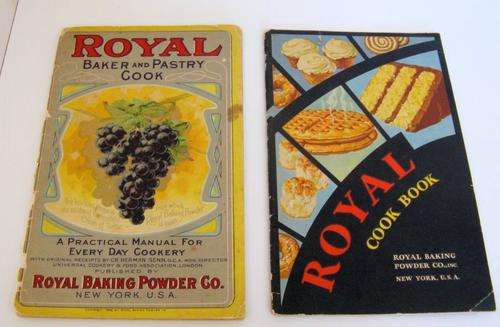 ROYAL
BAKER AND PASTRY
COOK
A PRACTICAL MANUAL FOR
EVERY DAY COOKERY
WITH ORIGINAL RECEIPTS BY CH. HERMAN SENN, G.C.A. HON. DIRECTOR
UNIVERSAL COOKERY & FOOD ASSOCIATION, LONDON
PUBLISHED BY
ROYAL BAKING POWDER CO.
NEW YORK, U.S.A.
ROYAL
COOK BOOK
ROYAL BAKING
POWDER CO., INC.
NEW YORK, U.S.A.